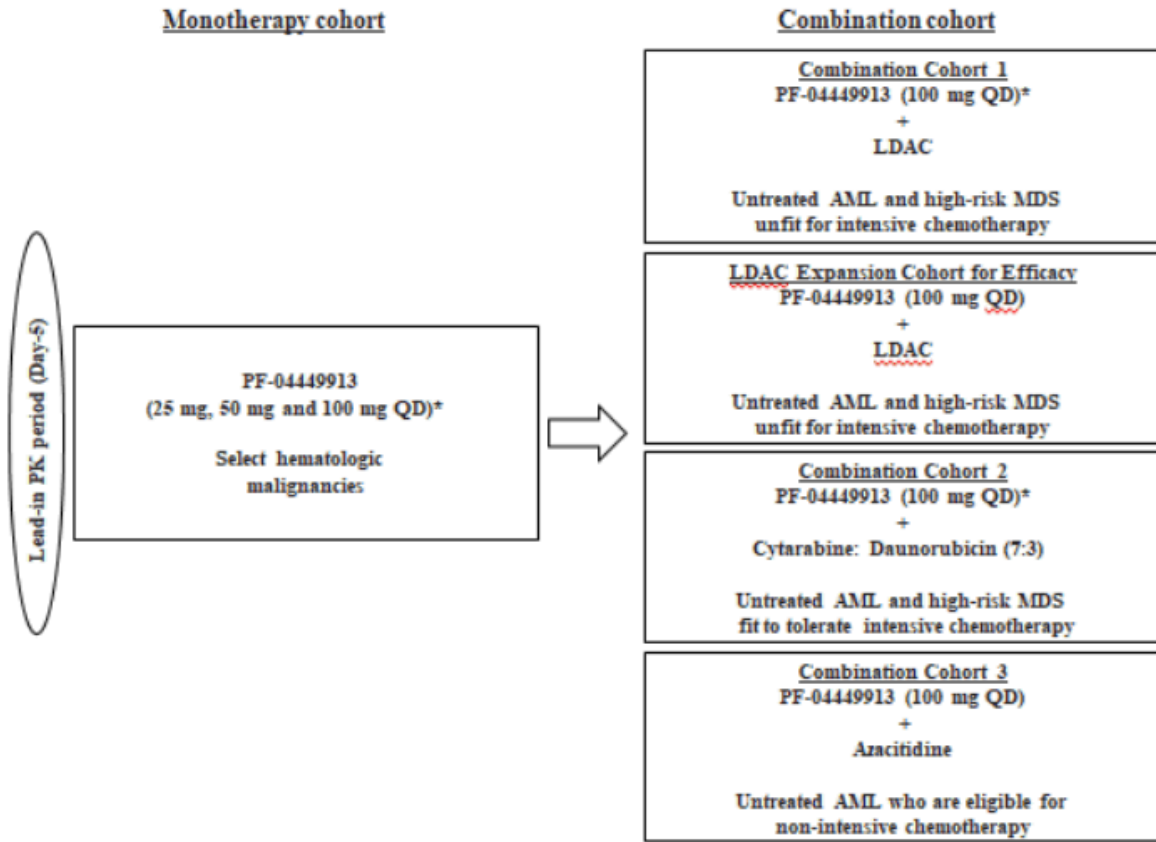 Monotherapy cohort
Combination cohort
Lead-in PK period (Day-5)
PF-04449913
(25 mg, 50 mg and 100 mg QD)*
Select hematologic
malignancies
Combination Cohort 1
PF-04449913 (100 mg QD)*
+
LDAC
Untreated AML and high-risk MDS
unfit for intensive chemotherapy
LDAC Expansion Cohort for Efficacy
PF-04449913 (100 mg QD)
+
LDAC
Untreated AML and high-risk MDS
unfit for intensive chemotherapy
Combination Cohort 2
PF-04449913 (100 mg QD)*
+
Cytarabine: Daunorubicin (7:3)
Untreated AML and high-risk MDS
fit to tolerate intensive chemotherapy
Combination Cohort 3
PF-04449913 (100 mg QD)
+
Azacitidine
Untreated AML who are eligible for
non-intensive chemotherapy